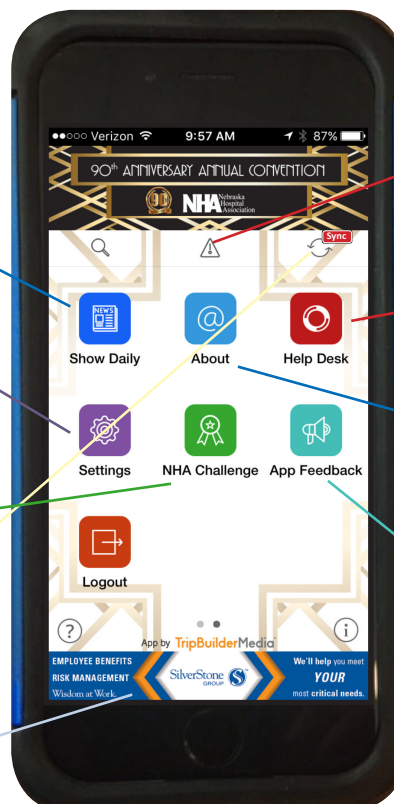 Verizon 9:57 AM 87%
90th ANNIVERSARY ANNUAL CONVENTION
90 NHA Nebraska Hospital Association
Sync
NEWS
Show Daily About Help Desk
Settings NHA Challenge App Feedback
Logout
? i
App by TripBuilderMedia
EMPLOYEE BENEFITS
RISK MANAGEMENT
Wisdom at Work.
SilverStone
GROUP
S
We'll help you meet
YOUR
most critical needs.